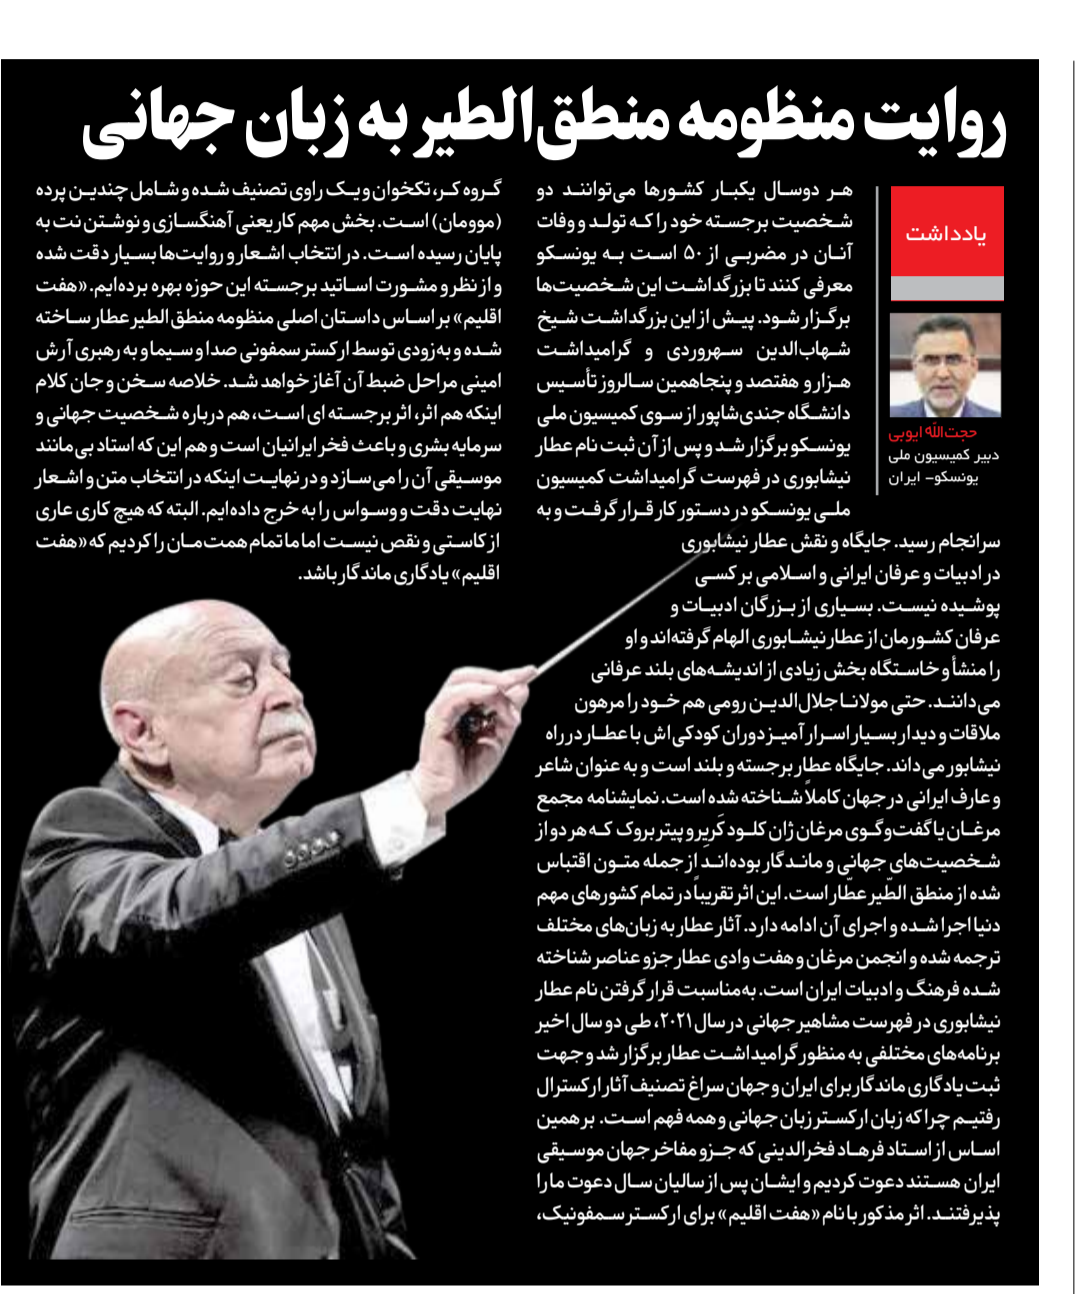 روایت منظومه منطق‌الطیر به زبان جهانی
یادداشت
حجت‌الله ایوبی
دبیر کمیسیون ملی
یونسکو- ایران
هر دوسال یکبار کشورها می‌توانند دو
شخصیت برجسته خود را که تولد و وفات
آنان در مضربی از ۵۰ است به یونسکو
معرفی کنند تا بزرگداشت این شخصیت‌ها
برگزار شود. پیش از این بزرگداشت شیخ
شهاب‌الدین سهروردی و گرامیداشت
هزار و هفتصد و پنجاهمین سالروز تأسیس
دانشگاه جندی‌شاپور از سوی کمیسیون ملی
یونسکو برگزار شد و پس از آن ثبت نام عطار
نیشابوری در فهرست گرامیداشت کمیسیون
ملی یونسکو در دستور کار قرار گرفت و به
سرانجام رسید. جایگاه و نقش عطار نیشابوری
در ادبیات و عرفان ایرانی و اسلامی بر کسی
پوشیده نیست. بسیاری از بزرگان ادبیات و
عرفان کشورمان از عطار نیشابوری الهام گرفته‌اند و او
را منشأ و خاستگاه بخش زیادی از اندیشه‌های بلند عرفانی
می‌دانند. حتی مولانا جلال‌الدین رومی هم خود را مرهون
ملاقات و دیدار بسیار اسرار آمیز دوران کودکی‌اش با عطار در راه
نیشابور می‌داند. جایگاه عطار برجسته و بلند است و به عنوان شاعر
و عارف ایرانی در جهان کاملاً شناخته شده است. نمایشنامه مجمع
مرغان یا گفت‌وگوی مرغان ژان کلود کَریِر و پیتر بروک که هر دو از
شخصیت‌های جهانی و ماندگار بوده‌اند از جمله متون اقتباس
شده از منطق الطّیر عطّار است. این اثر تقریباً در تمام کشورهای مهم
دنیا اجرا شده و اجرای آن ادامه دارد. آثار عطار به زبان‌های مختلف
ترجمه شده و انجمن مرغان و هفت وادی عطار جزو عناصر شناخته
شده فرهنگ و ادبیات ایران است. به‌مناسبت قرار گرفتن نام عطار
نیشابوری در فهرست مشاهیر جهانی در سال ۲۰۲۱، طی دو سال اخیر
برنامه‌های مختلفی به منظور گرامیداشت عطار برگزار شد و جهت
ثبت یادگاری ماندگار برای ایران و جهان سراغ تصنیف آثار ارکسترال
رفتیم چرا که زبان ارکستر زبان جهانی و همه فهم است. بر همین
اساس از استاد فرهاد فخرالدینی که جزو مفاخر جهان موسیقی
ایران هستند دعوت کردیم و ایشان پس از سالیان سال دعوت ما را
پذیرفتند. اثر مذکور با نام «هفت اقلیم» برای ارکستر سمفونیک،
گروه کر، تکخوان و یک راوی تصنیف شده و شامل چندین پرده
(موومان) است. بخش مهم کار یعنی آهنگسازی و نوشتن نت به
پایان رسیده است. در انتخاب اشعار و روایت‌ها بسیار دقت شده
و از نظر و مشورت اساتید برجسته این حوزه بهره برده‌ایم. «هفت
اقلیم» بر اساس داستان اصلی منظومه منطق الطیر عطار ساخته
شده و به‌زودی توسط ارکستر سمفونی صدا و سیما و به رهبری آرش
امینی مراحل ضبط آن آغاز خواهد شد. خلاصه سخن و جان کلام
اینکه هم اثر، اثر برجسته ای است، هم درباره شخصیت جهانی و
سرمایه بشری و باعث فخر ایرانیان است و هم این که استاد بی‌مانند
موسیقی آن را می‌سازد و در نهایت اینکه در انتخاب متن و اشعار
نهایت دقت و وسواس را به خرج داده‌ایم. البته که هیچ کاری عاری
از کاستی و نقص نیست اما ما تمام همت‌مان را کردیم که «هفت
اقلیم» یادگاری ماندگار باشد.